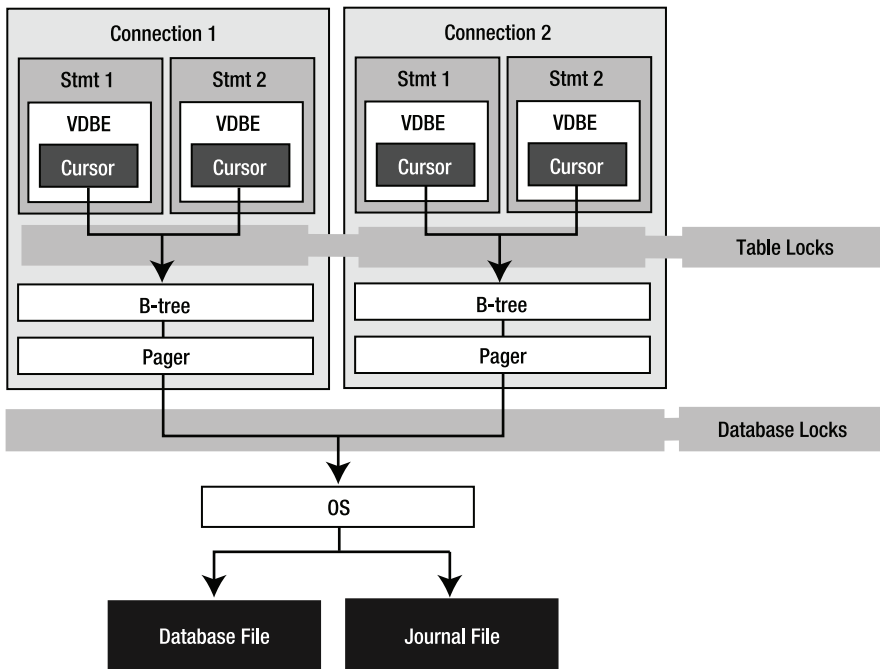 Connection 1
Connection 2
Stmt 1
Stmt 2
Stmt 1
Stmt 2
VDBE
VDBE
VDBE
VDBE
Cursor
Cursor
Cursor
Cursor
Table Locks
B-tree
B-tree
Pager
Pager
Database Locks
OS
Database File
Journal File